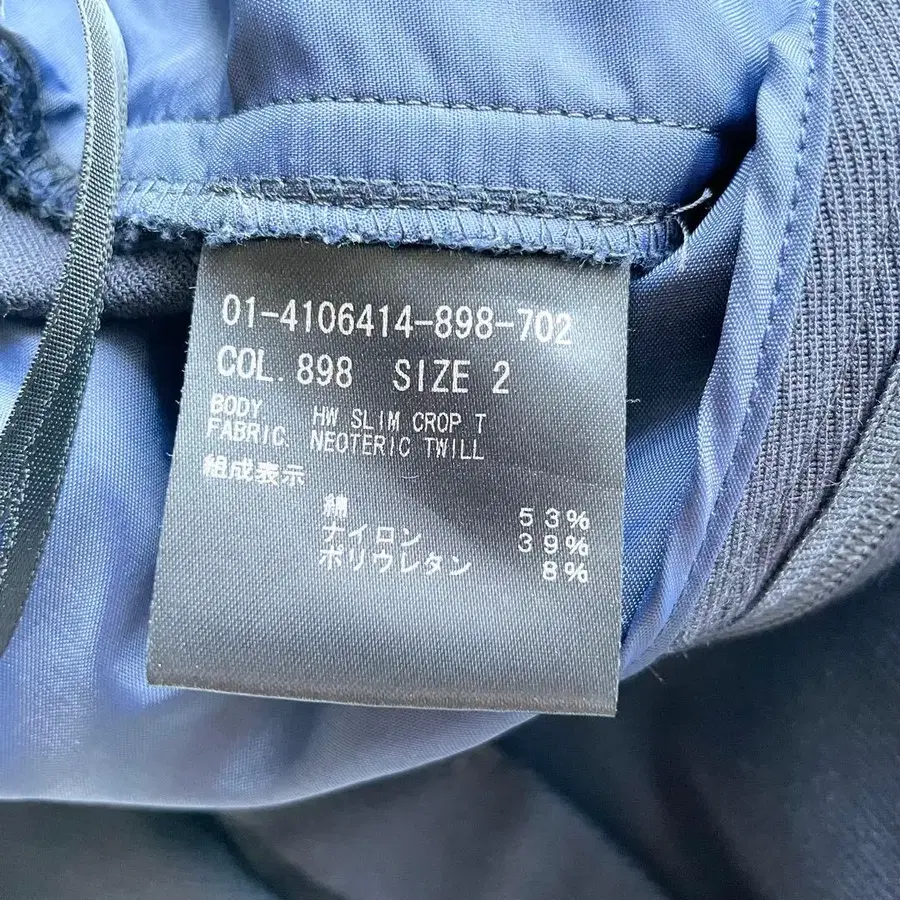 01-4106414-898-702
COL. 898 SIZE 2
BODY HW SLIM CROP T
FABRIC. NEOTERIC TWILL
組成表示
綿 53%
ナイロン 39%
ポリウレタン 8%